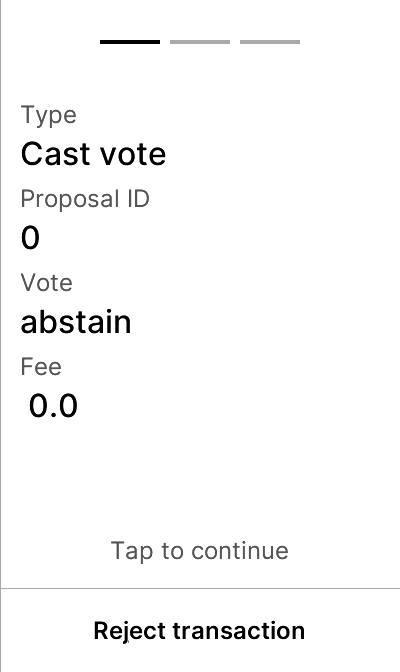 Type
Cast vote
Proposal ID
0
Vote
abstain
Fee
0.0
Tap to continue
Reject transaction